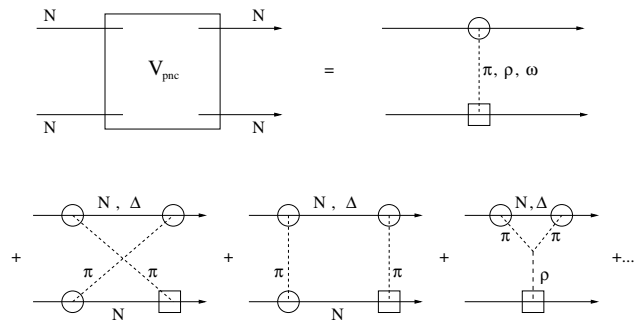 N N
V_pnc = π, ρ, ω
N N
N , Δ N , Δ N, Δ
π π
+ π π + π π + ρ +...
N N